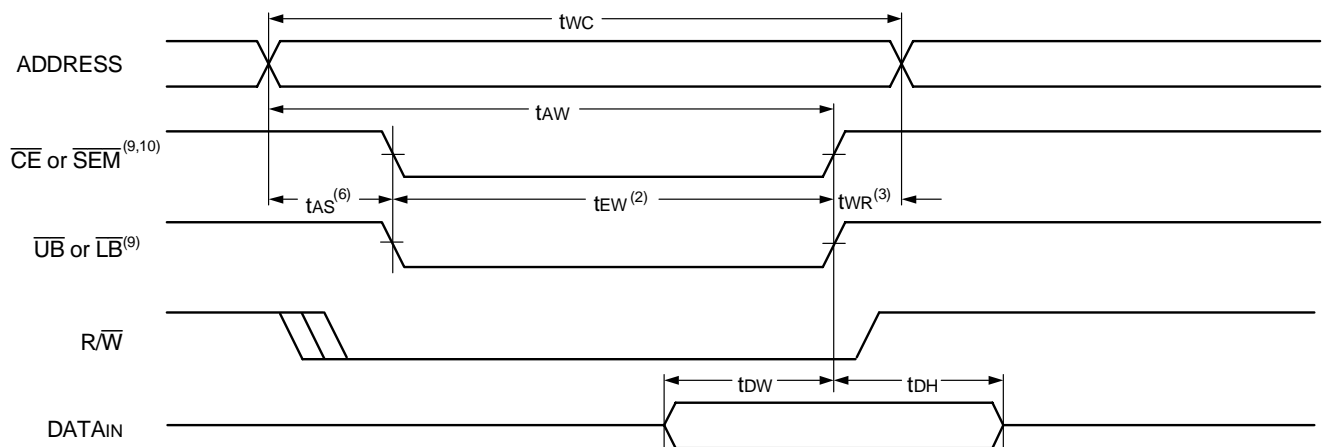 tWC
ADDRESS
tAW
CE or SEM(9,10)
tAS(6)
tEW(2)
tWR(3)
UB or LB(9)
R/W
tDW
tDH
DATAIN